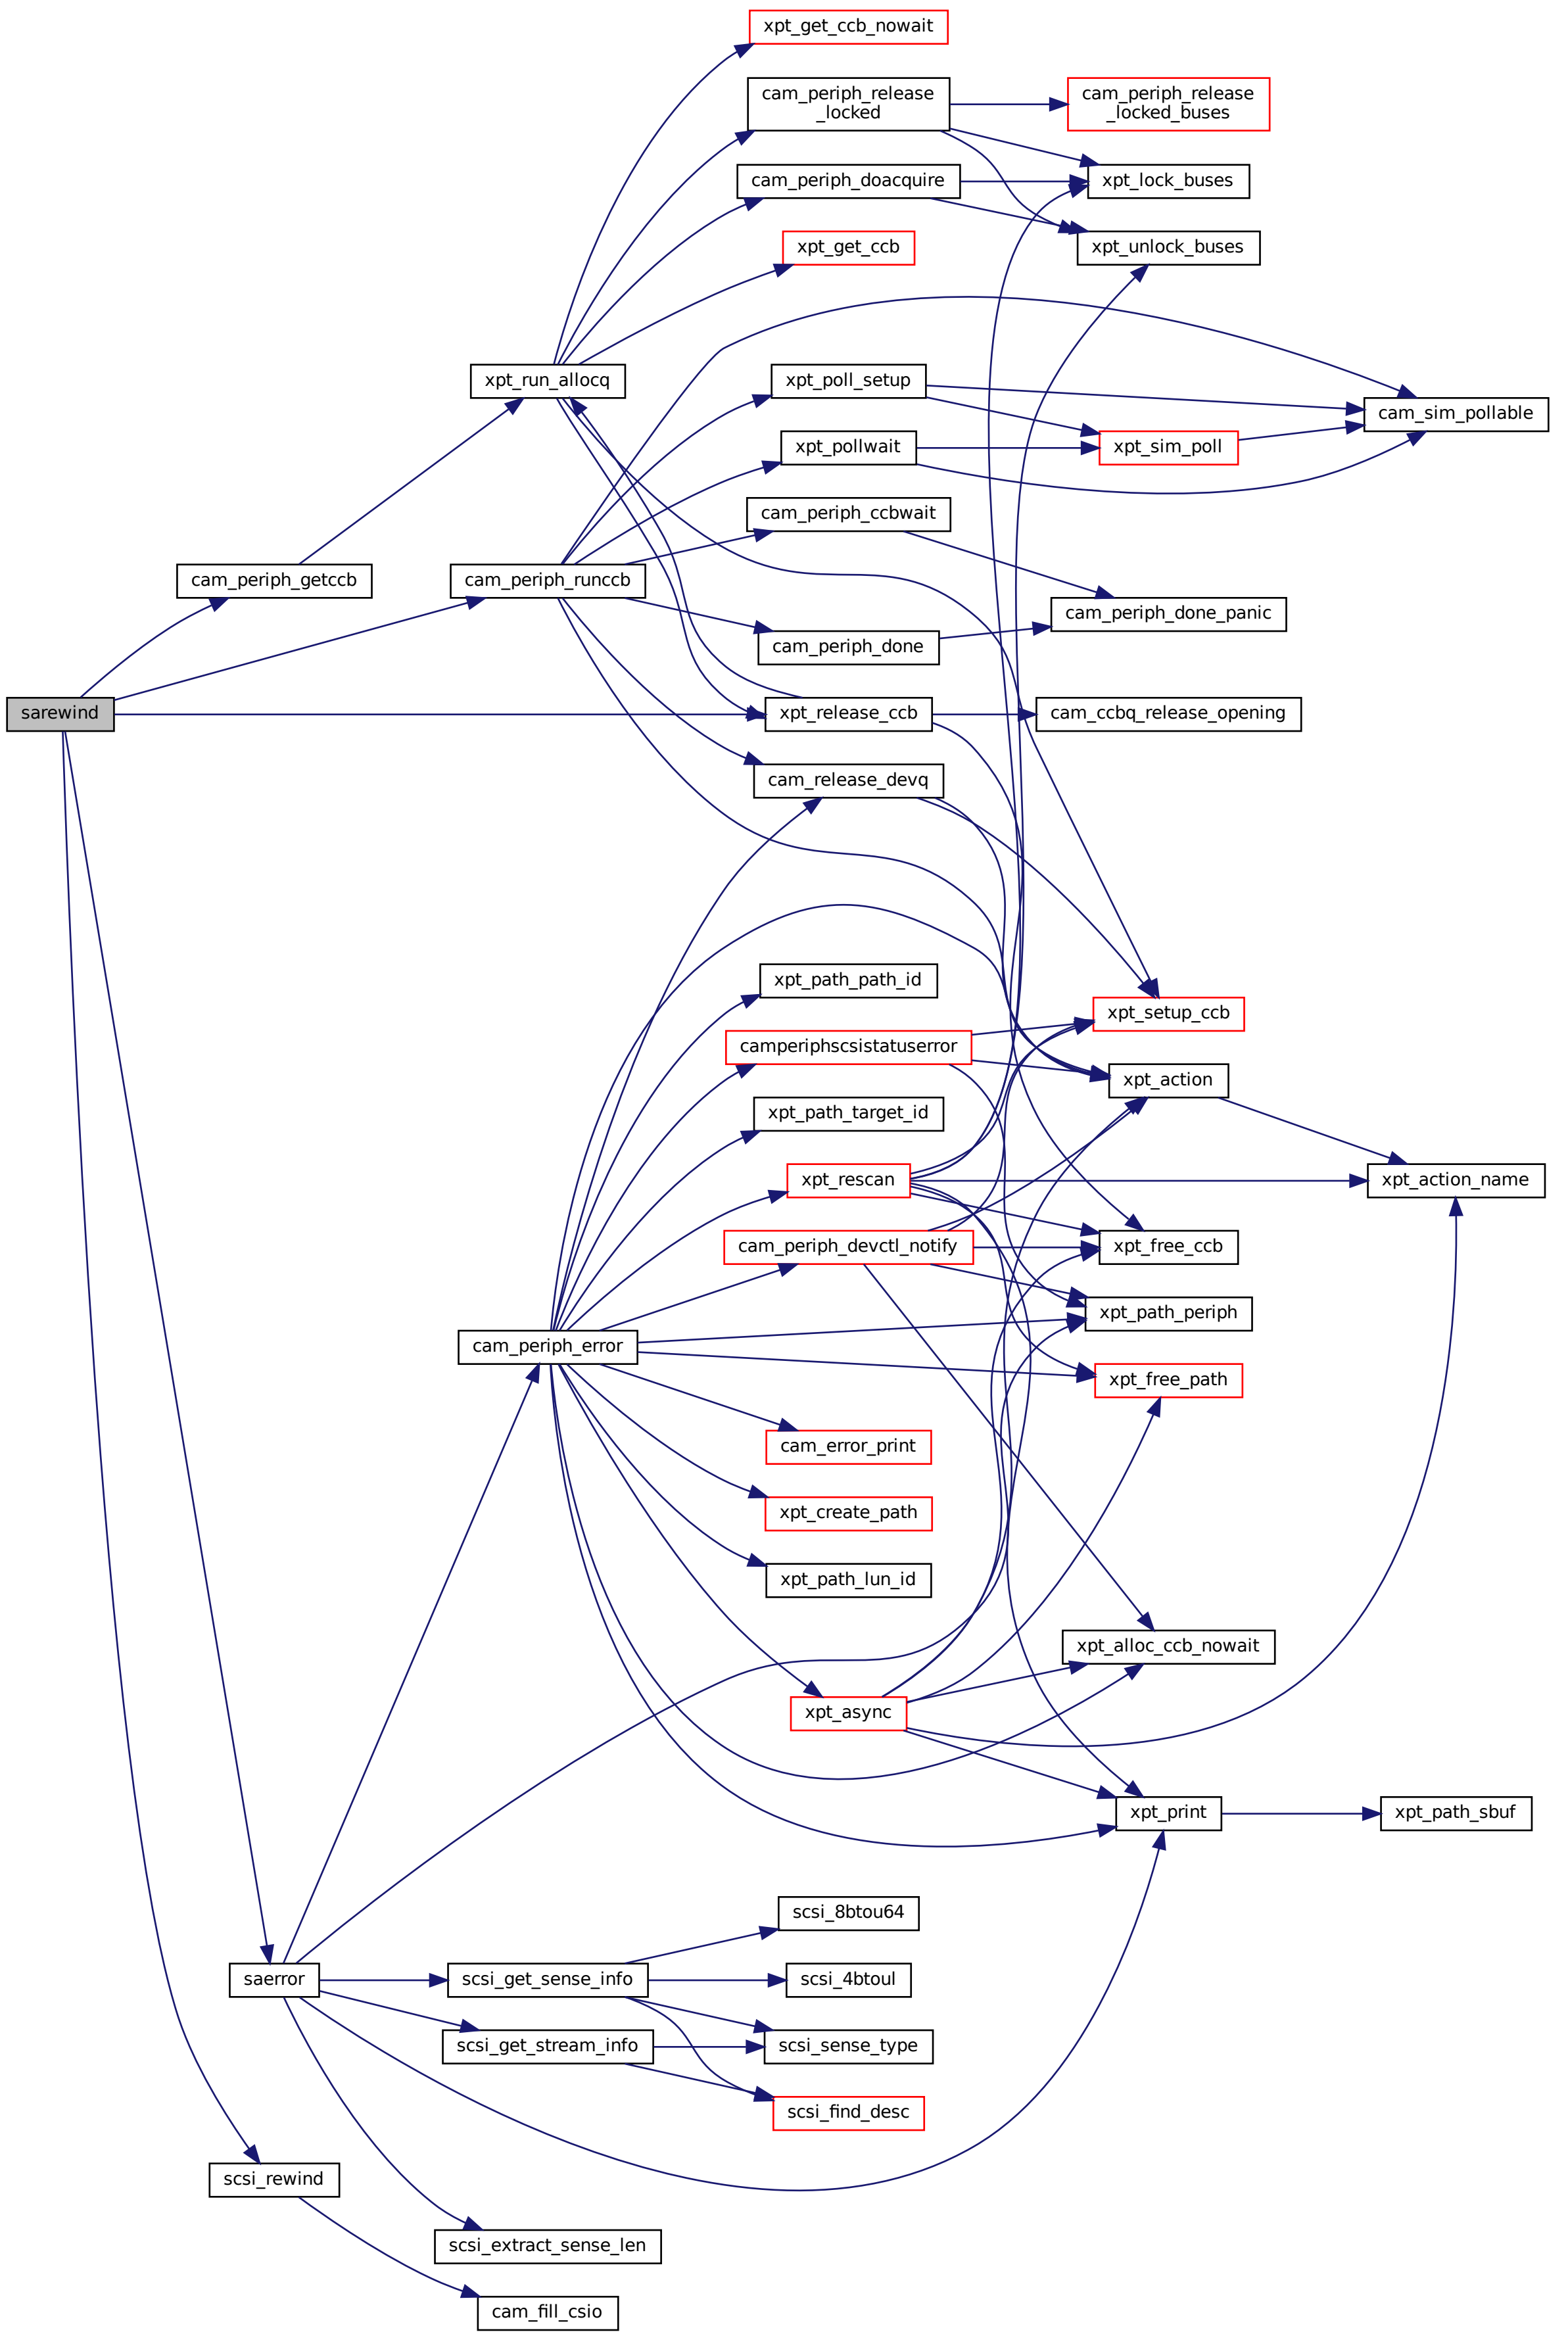 xpt_get_ccb_nowait
cam_periph_release
_locked
cam_periph_release
_locked_buses
cam_periph_doacquire
xpt_lock_buses
xpt_get_ccb
xpt_unlock_buses
xpt_run_allocq
xpt_poll_setup
cam_sim_pollable
xpt_pollwait
xpt_sim_poll
cam_periph_ccbwait
cam_periph_getccb
cam_periph_runccb
cam_periph_done_panic
cam_periph_done
sarewind
xpt_release_ccb
cam_ccbq_release_opening
cam_release_devq
xpt_path_path_id
xpt_setup_ccb
camperiphscsistatuserror
xpt_action
xpt_path_target_id
xpt_rescan
xpt_action_name
cam_periph_devctl_notify
xpt_free_ccb
xpt_path_periph
cam_periph_error
xpt_free_path
cam_error_print
xpt_create_path
xpt_path_lun_id
xpt_alloc_ccb_nowait
xpt_async
xpt_print
xpt_path_sbuf
scsi_8btou64
saerror
scsi_get_sense_info
scsi_4btoul
scsi_get_stream_info
scsi_sense_type
scsi_find_desc
scsi_rewind
scsi_extract_sense_len
cam_fill_csio